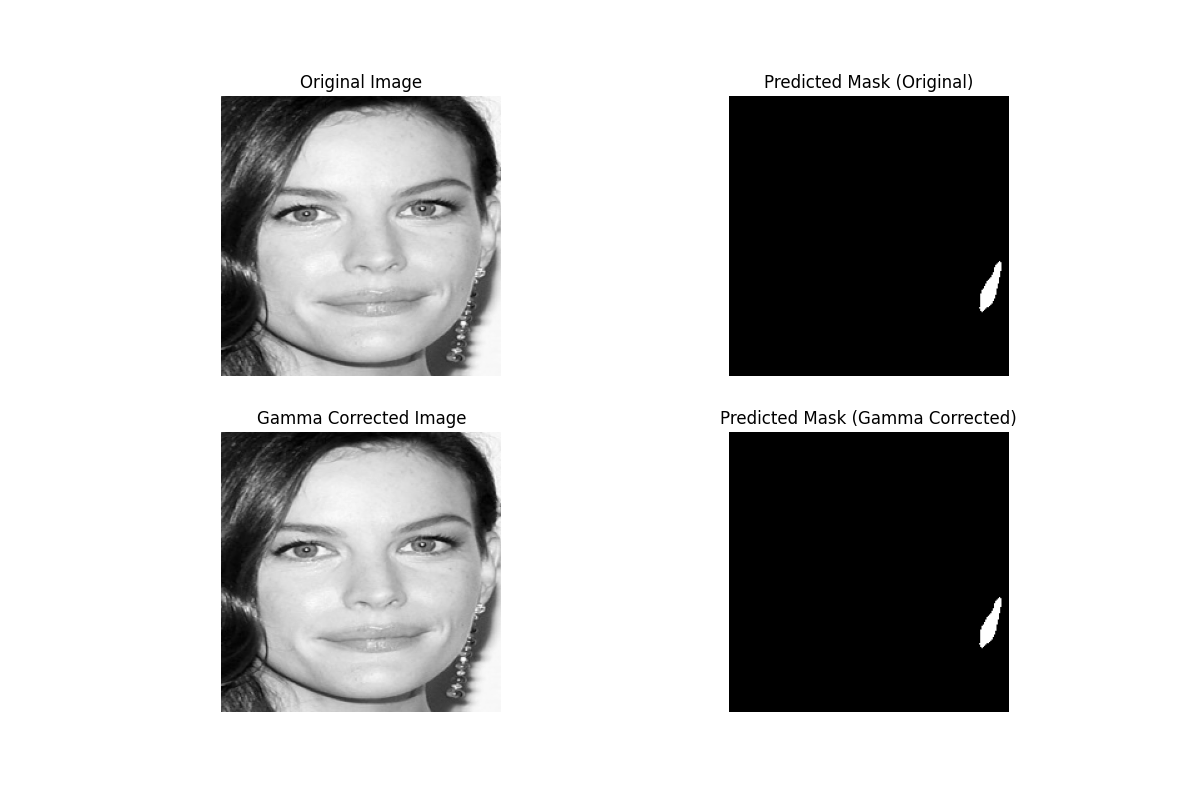 Original Image
Predicted Mask (Original)
Gamma Corrected Image
Predicted Mask (Gamma Corrected)